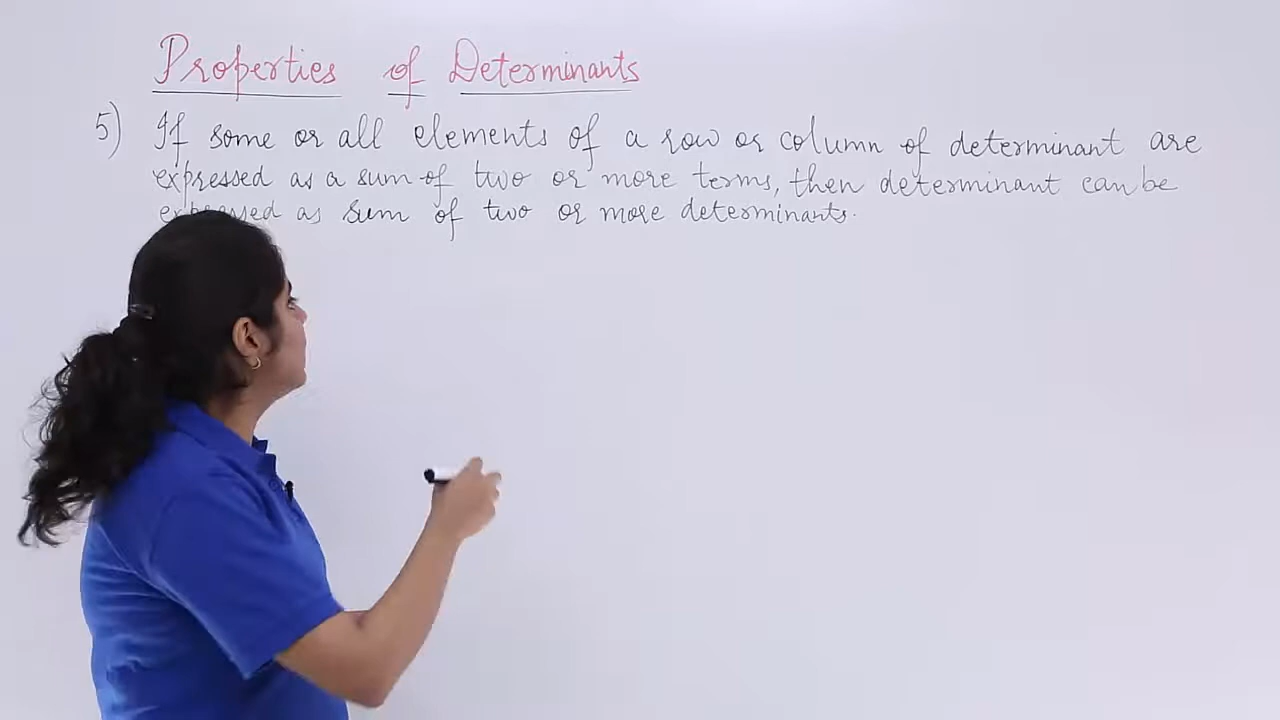 Properties of Determinants
5) If some or all elements of a row or column of determinant are
expressed as a sum of two or more terms, then determinant can be
expressed as sum of two or more determinants.